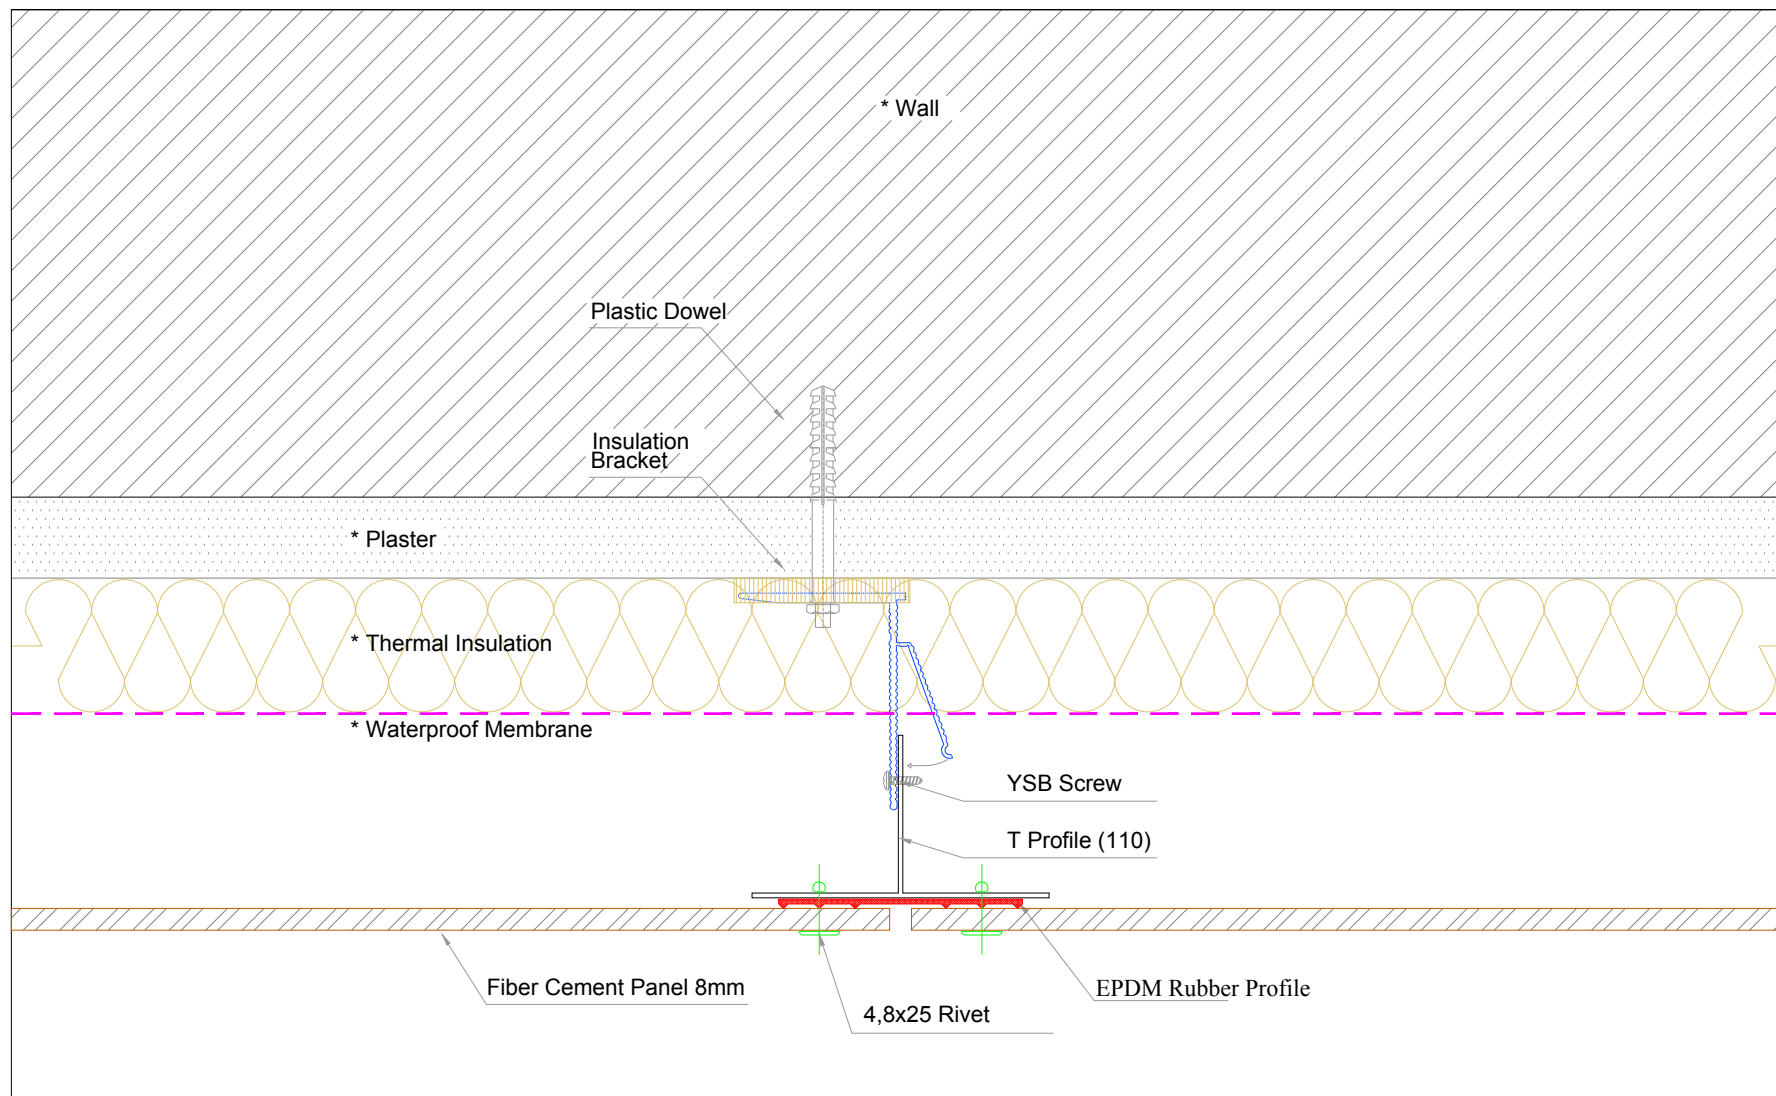 * Wall
Plastic Dowel
Insulation
Bracket
* Plaster
* Thermal Insulation
* Waterproof Membrane
YSB Screw
T Profile (110)
Fiber Cement Panel 8mm
EPDM Rubber Profile
4,8x25 Rivet